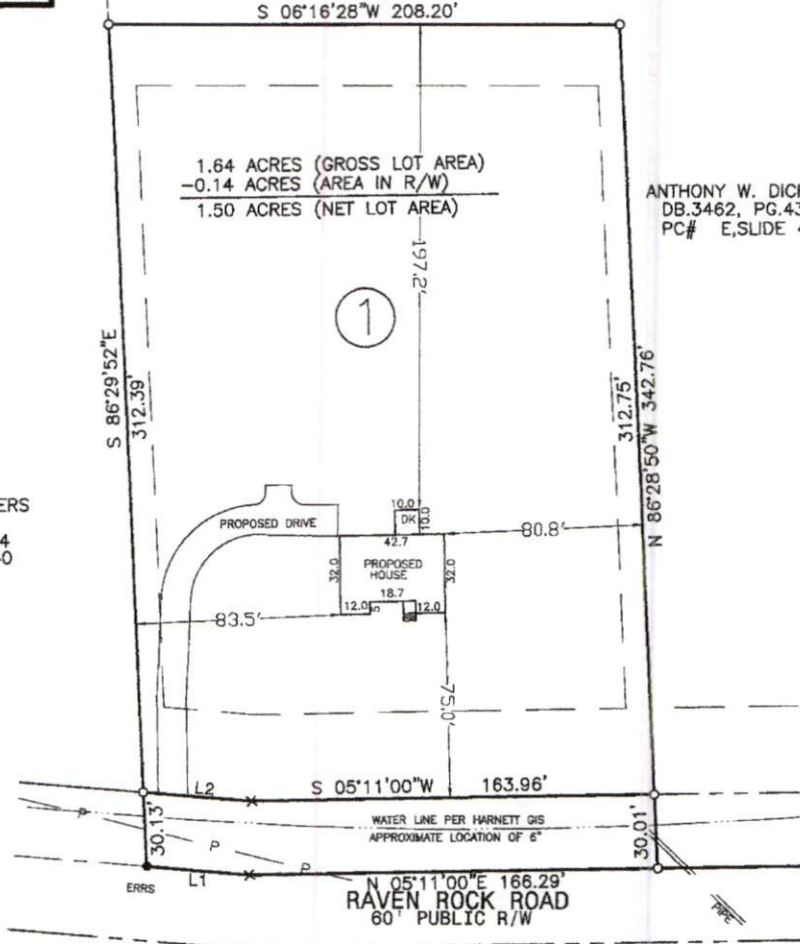 S 06°16'28"W 208.20'
1.64 ACRES (GROSS LOT AREA)
-0.14 ACRES (AREA IN R/W)
1.50 ACRES (NET LOT AREA)
ANTHONY W.
DB.3462, PG.
PC# E,SLIDE
197.2'
1
S 86°29'52"E
312.39'
312.75'
N 86°28'50"W 342.76'
ERS
4
0
PROPOSED DRIVE
10.0
DK
10.0
42.7
80.8'
PROPOSED
HOUSE
32.0
32.0
18.7
12.0
5
12.0
83.5'
75.0'
L2
S 05°11'00"W 163.96'
WATER LINE PER HARNETT GIS
APPROXIMATE LOCATION OF 6"
30.13'
30.01'
P
P
P
ERRS
L1
N 05°11'00"E 166.29'
RAVEN ROCK ROAD
60' PUBLIC R/W
PIPE